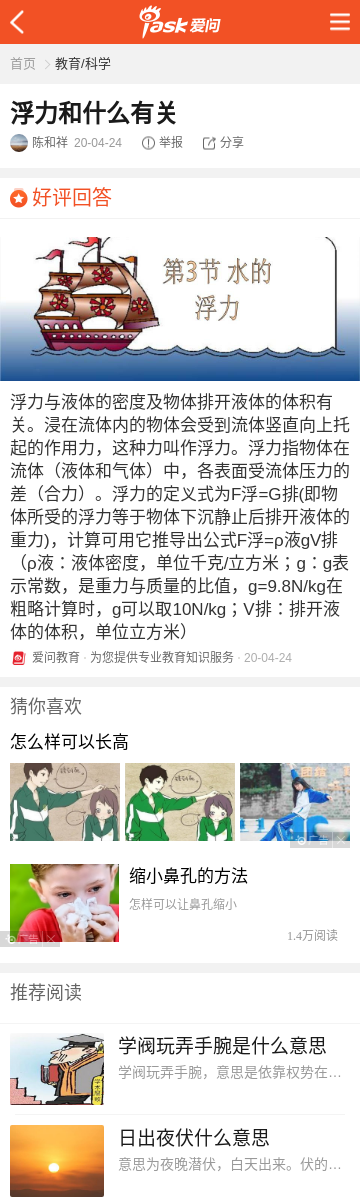 iask爱问
首页 > 教育/科学
浮力和什么有关
陈和祥 20-04-24 举报 分享
好评回答
第3节 水的
浮力
浮力与液体的密度及物体排开液体的体积有
关。浸在流体内的物体会受到流体竖直向上托
起的作用力，这种力叫作浮力。浮力指物体在
流体（液体和气体）中，各表面受流体压力的
差（合力）。浮力的定义式为F浮=G排(即物
体所受的浮力等于物体下沉静止后排开液体的
重力)，计算可用它推导出公式F浮=ρ液gV排
（ρ液：液体密度，单位千克/立方米；g：g表
示常数，是重力与质量的比值，g=9.8N/kg在
粗略计算时，g可以取10N/kg；V排：排开液
体的体积，单位立方米）
爱问教育 · 为您提供专业教育知识服务 · 20-04-24
猜你喜欢
怎么样可以长高
广告
缩小鼻孔的方法
怎样可以让鼻孔缩小
1.4万阅读
广告
推荐阅读
学阀玩弄手腕是什么意思
学阀玩弄手腕，意思是依靠权势在...
日出夜伏什么意思
意思为夜晚潜伏，白天出来。伏的...